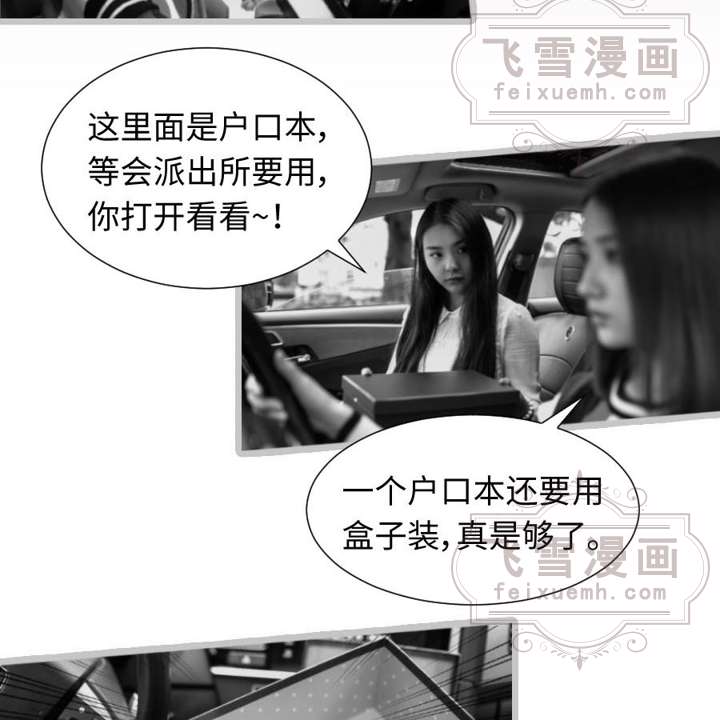 飞雪漫画
feixuemh.com
这里面是户口本，
等会派出所要用，
你打开看看~！
一个户口本还要用
盒子装，真是够了。
飞雪漫画
feixuemh.com